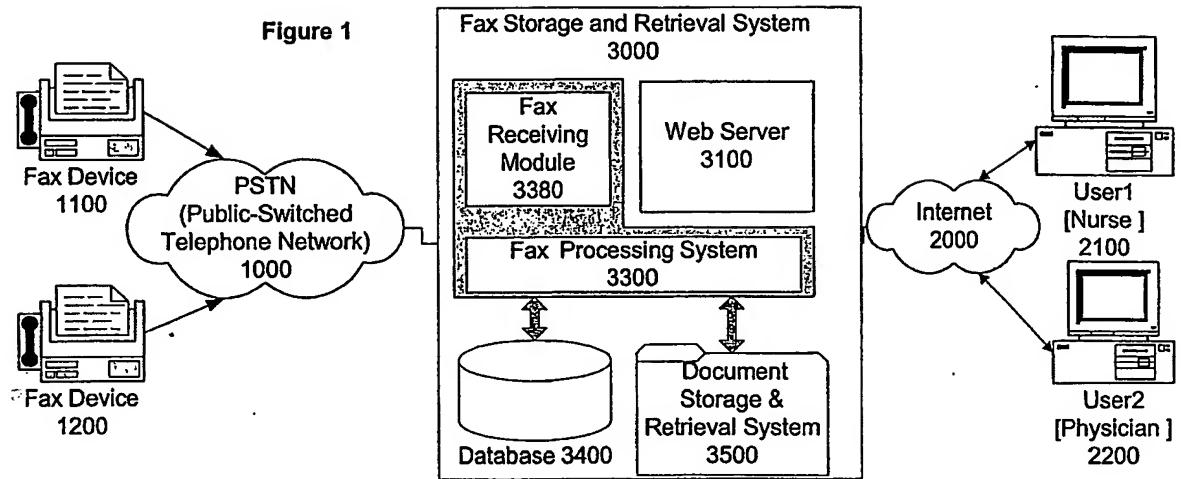 Figure 1
Fax Storage and Retrieval System
3000
Fax Device
1100
Fax Device
1200
PSTN
(Public-Switched
Telephone Network)
1000
Fax
Receiving
Module
3380
Web Server
3100
Fax Processing System
3300
Database 3400
Document
Storage &
Retrieval System
3500
Internet
2000
User1
[Nurse ]
2100
User2
[Physician ]
2200